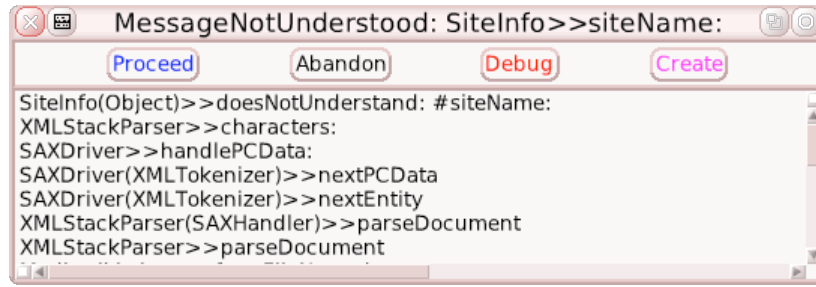 MessageNotUnderstood: SiteInfo>>siteName:
Proceed Abandon Debug Create
SiteInfo(Object)>>doesNotUnderstand: #siteName:
XMLStackParser>>characters:
SAXDriver>>handlePCData:
SAXDriver(XMLTokenizer)>>nextPCData
SAXDriver(XMLTokenizer)>>nextEntity
XMLStackParser(SAXHandler)>>parseDocument
XMLStackParser>>parseDocument